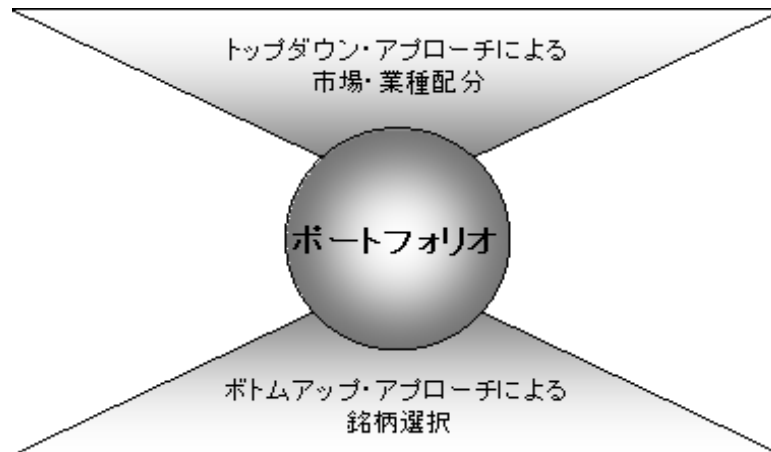 トップダウン・アプローチによる
市場・業種配分
ポートフォリオ
ボトムアップ・アプローチによる
銘柄選択